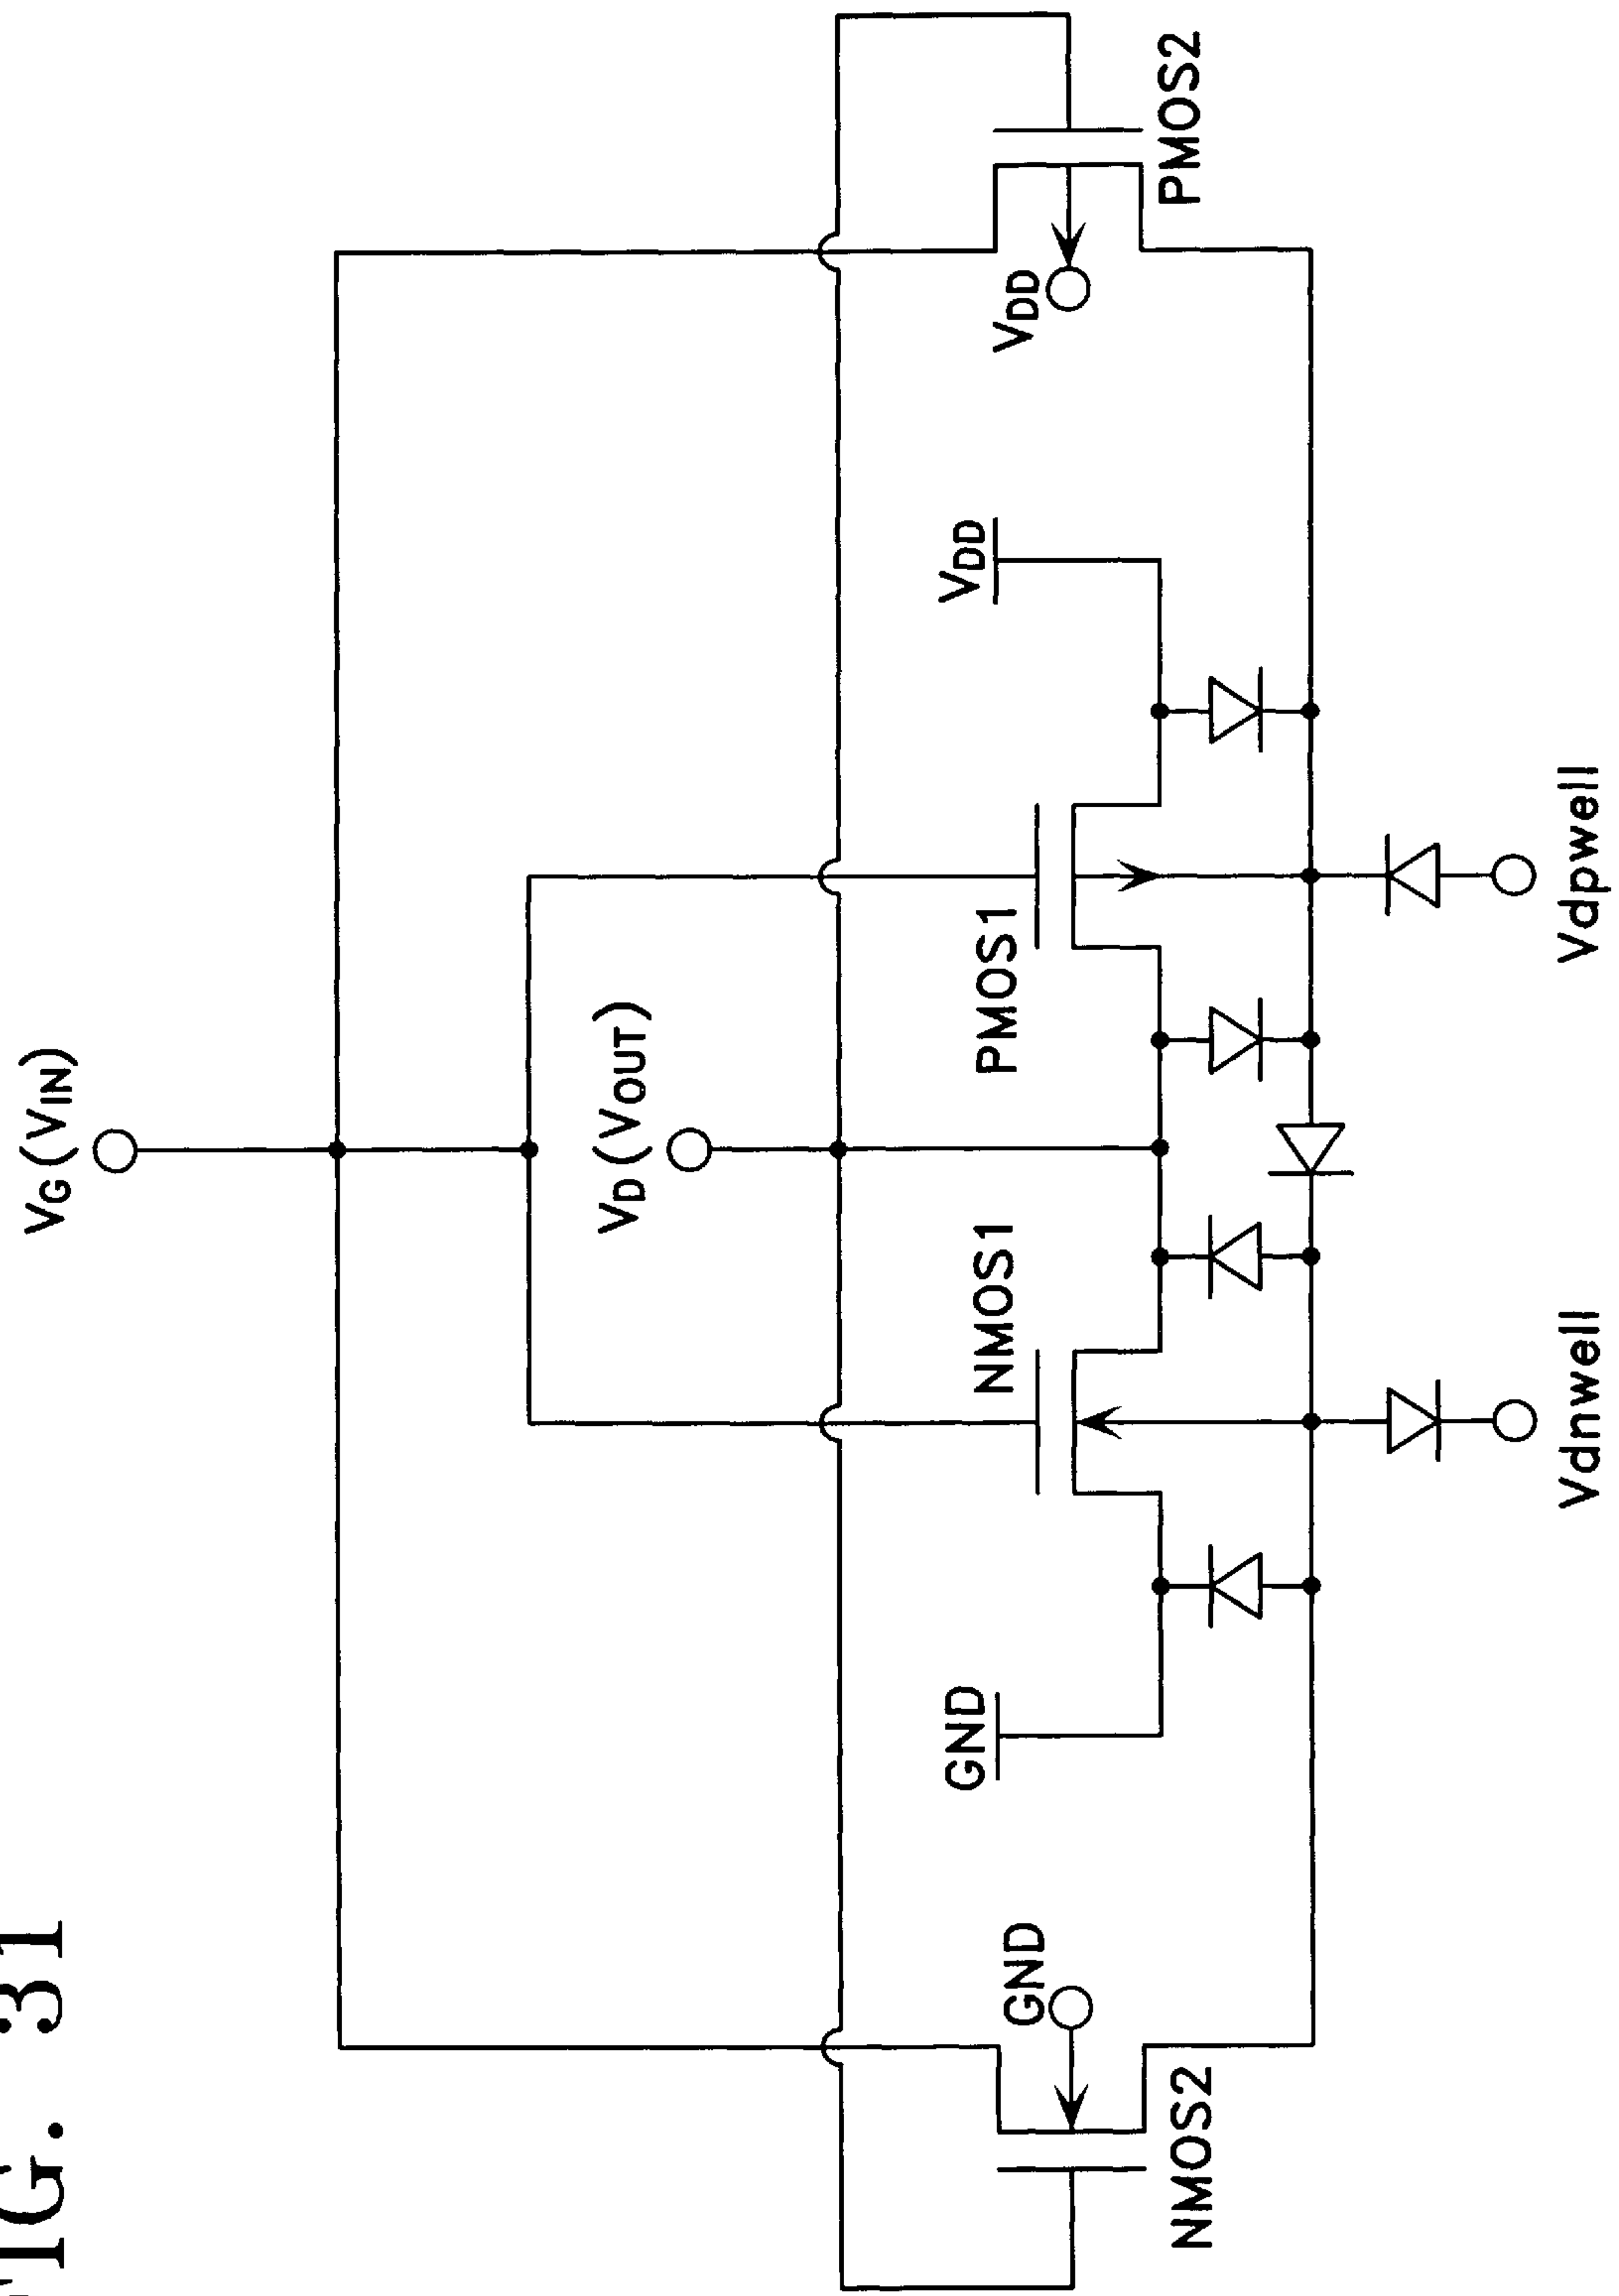 FIG. 31
VG(VIN)
VD(VOUT)
GND
NMOS2
GND
NMOS1
PMOS1
VDD
VDD
PMOS2
Vdnwell
Vdpwell